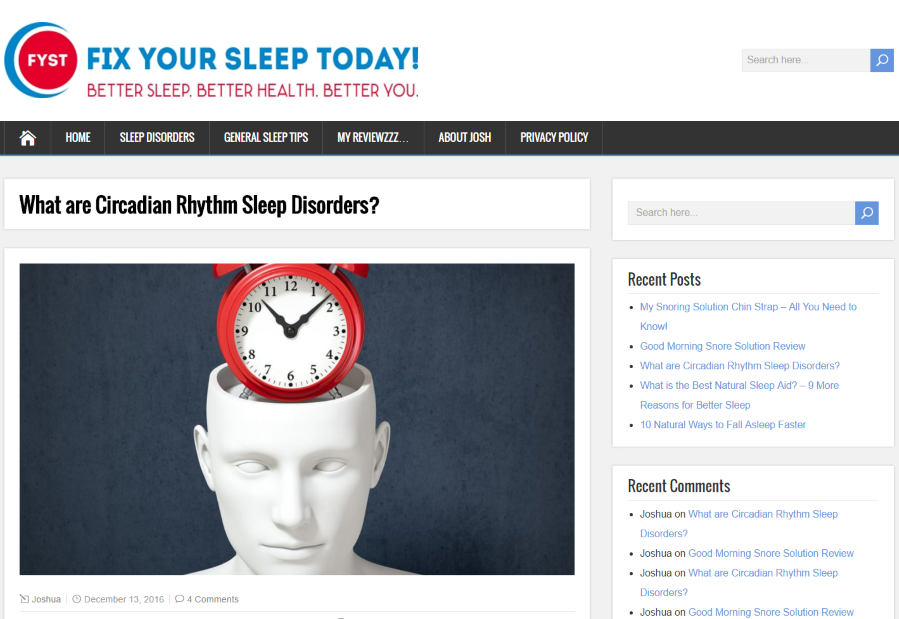 FYST
FIX YOUR SLEEP TODAY!
BETTER SLEEP. BETTER HEALTH. BETTER YOU.
Search here...
HOME SLEEP DISORDERS GENERAL SLEEP TIPS MY REVIEWZZZ… ABOUT JOSH PRIVACY POLICY
What are Circadian Rhythm Sleep Disorders?
12
11 1
10 2
9 3
8 4
7 5
6
Joshua December 13, 2016 4 Comments
Search here...
Recent Posts
My Snoring Solution Chin Strap – All You Need to
Know!
Good Morning Snore Solution Review
What are Circadian Rhythm Sleep Disorders?
What is the Best Natural Sleep Aid? – 9 More
Reasons for Better Sleep
10 Natural Ways to Fall Asleep Faster
Recent Comments
Joshua on What are Circadian Rhythm Sleep
Disorders?
Joshua on Good Morning Snore Solution Review
Joshua on What are Circadian Rhythm Sleep
Disorders?
Joshua on Good Morning Snore Solution Review